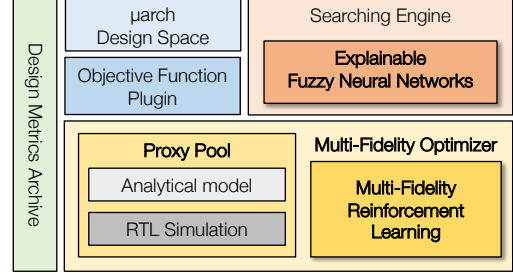 Design Metrics Archive
µarch
Design Space
Objective Function
Plugin
Searching Engine
Explainable
Fuzzy Neural Networks
Proxy Pool
Analytical model
RTL Simulation
Multi-Fidelity Optimizer
Multi-Fidelity
Reinforcement
Learning